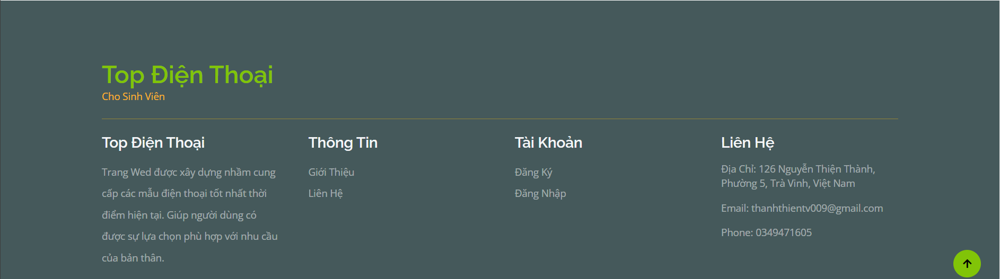 Top Điện Thoại
Cho Sinh Viên
Top Điện Thoại
Trang Wed được xây dựng nhằm cung
cấp các mẫu điện thoại tốt nhất thời
điểm hiện tại. Giúp người dùng có
được sự lựa chọn phù hợp với nhu cầu
của bản thân.
Thông Tin
Giới Thiệu
Liên Hệ
Tài Khoản
Đăng Ký
Đăng Nhập
Liên Hệ
Địa Chỉ: 126 Nguyễn Thiện Thành,
Phường 5, Trà Vinh, Việt Nam
Email: thanhthientv009@gmail.com
Phone: 0349471605